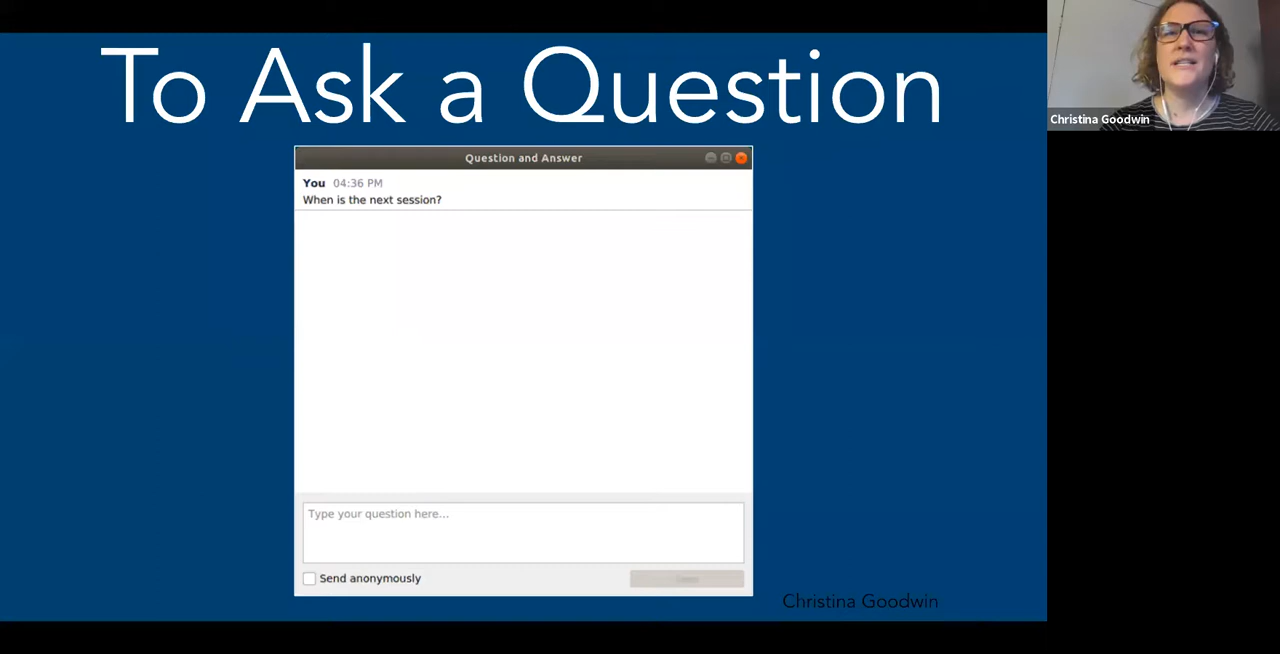 To Ask a Question
Christina Goodwin
Question and Answer
You 04:36 PM
When is the next session?
Type your question here...
Send anonymously
Christina Goodwin